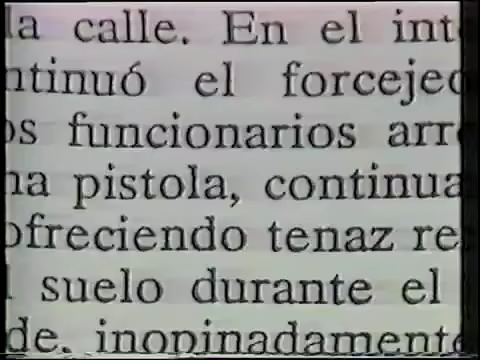 la calle. En el int
ntinuó el forcejeo
os funcionarios arr
na pistola, continua
ofreciendo tenaz re
l suelo durante el
de, inopinadamente